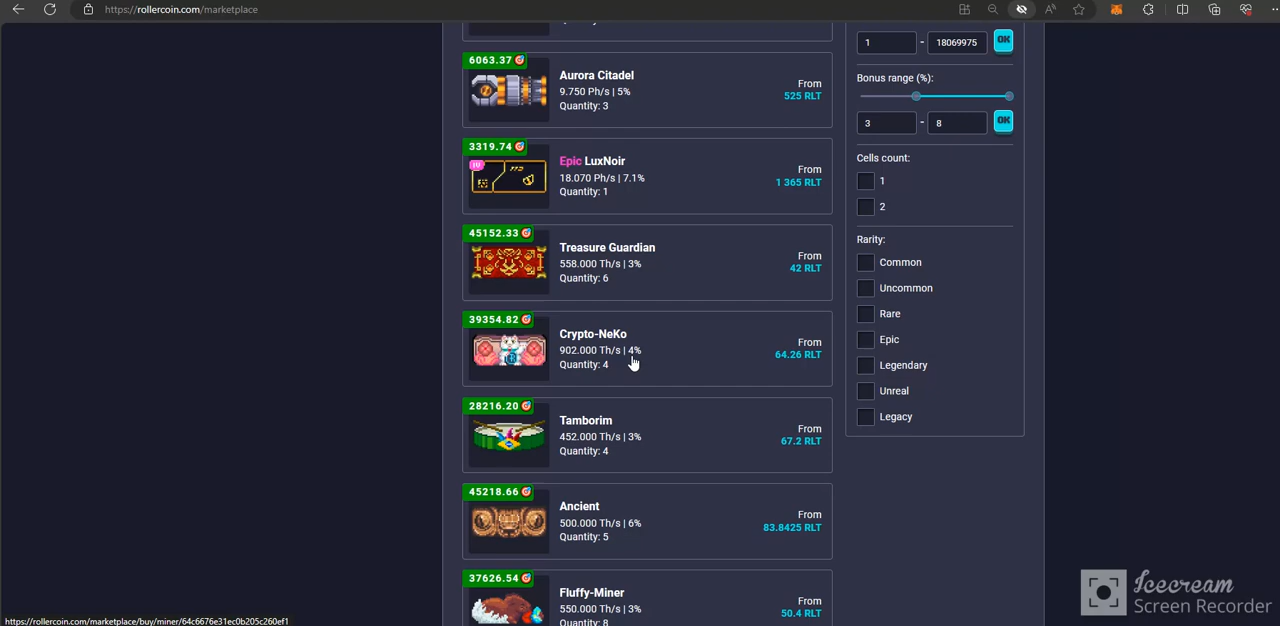 https://rollercoin.com/marketplace
6063.37
Aurora Citadel
9.750 Ph/s | 5%
Quantity: 3
From
525 RLT
3319.74
Epic LuxNoir
18.070 Ph/s | 7.1%
Quantity: 1
From
1 365 RLT
45152.33
Treasure Guardian
558.000 Th/s | 3%
Quantity: 6
From
42 RLT
39354.82
Crypto-NeKo
902.000 Th/s | 4%
Quantity: 4
From
64.26 RLT
28216.20
Tamborim
452.000 Th/s | 3%
Quantity: 4
From
67.2 RLT
45218.66
Ancient
500.000 Th/s | 6%
Quantity: 5
From
83.8425 RLT
37626.54
Fluffy-Miner
550.000 Th/s | 3%
Quantity: 8
From
50.4 RLT
1 - 18069975 OK
Bonus range (%):
3 - 8 OK
Cells count:
1
2
Rarity:
Common
Uncommon
Rare
Epic
Legendary
Unreal
Legacy
Icecream
Screen Recorder
https://rollercoin.com/marketplace/buy/miner/64c6676e31ec0b205c260ef1